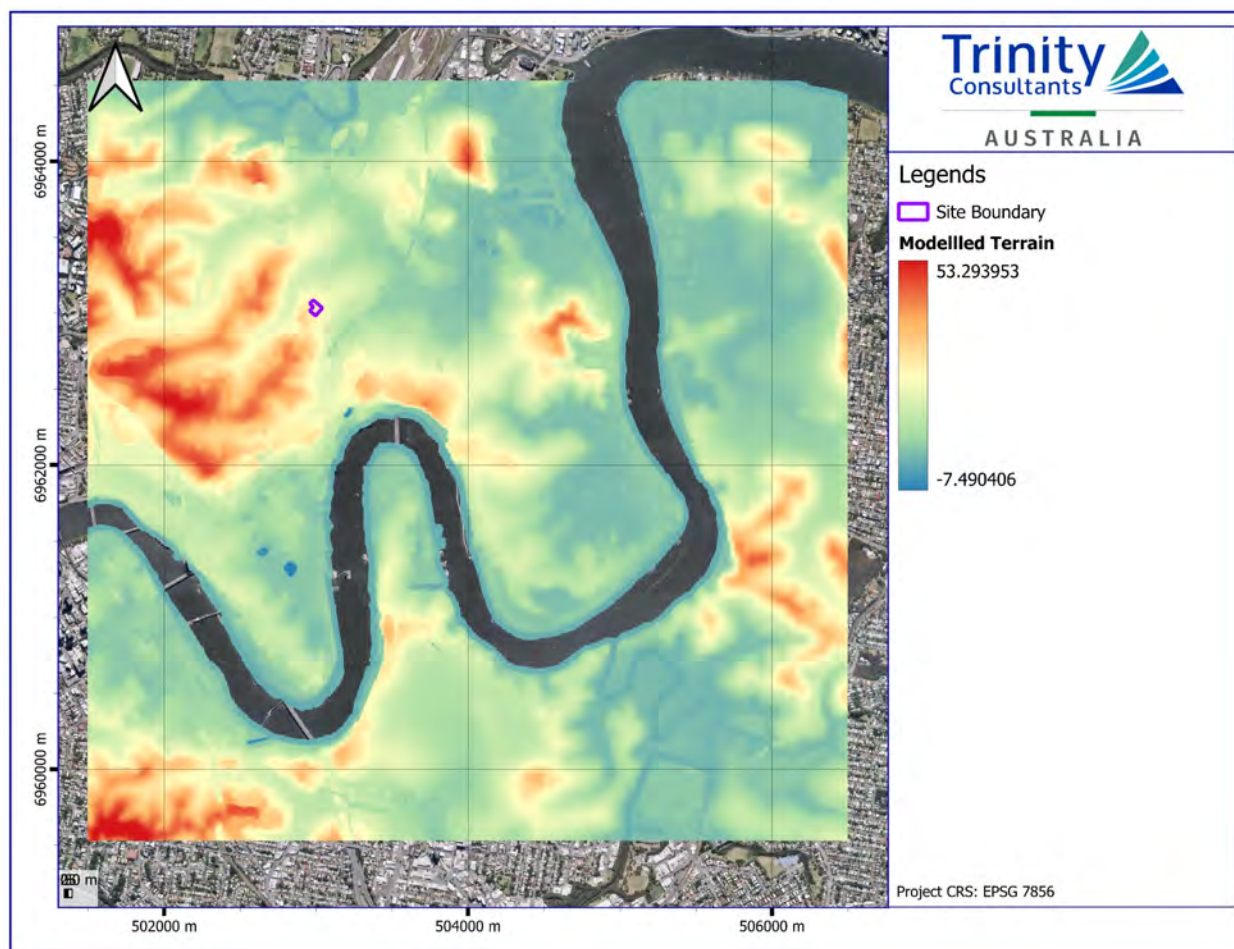 Trinity
Consultants
AUSTRALIA
Legends
Site Boundary
Modellled Terrain
53.293953
-7.490406
Project CRS: EPSG 7856
6964000 m
6962000 m
6960000 m
502000 m
504000 m
506000 m